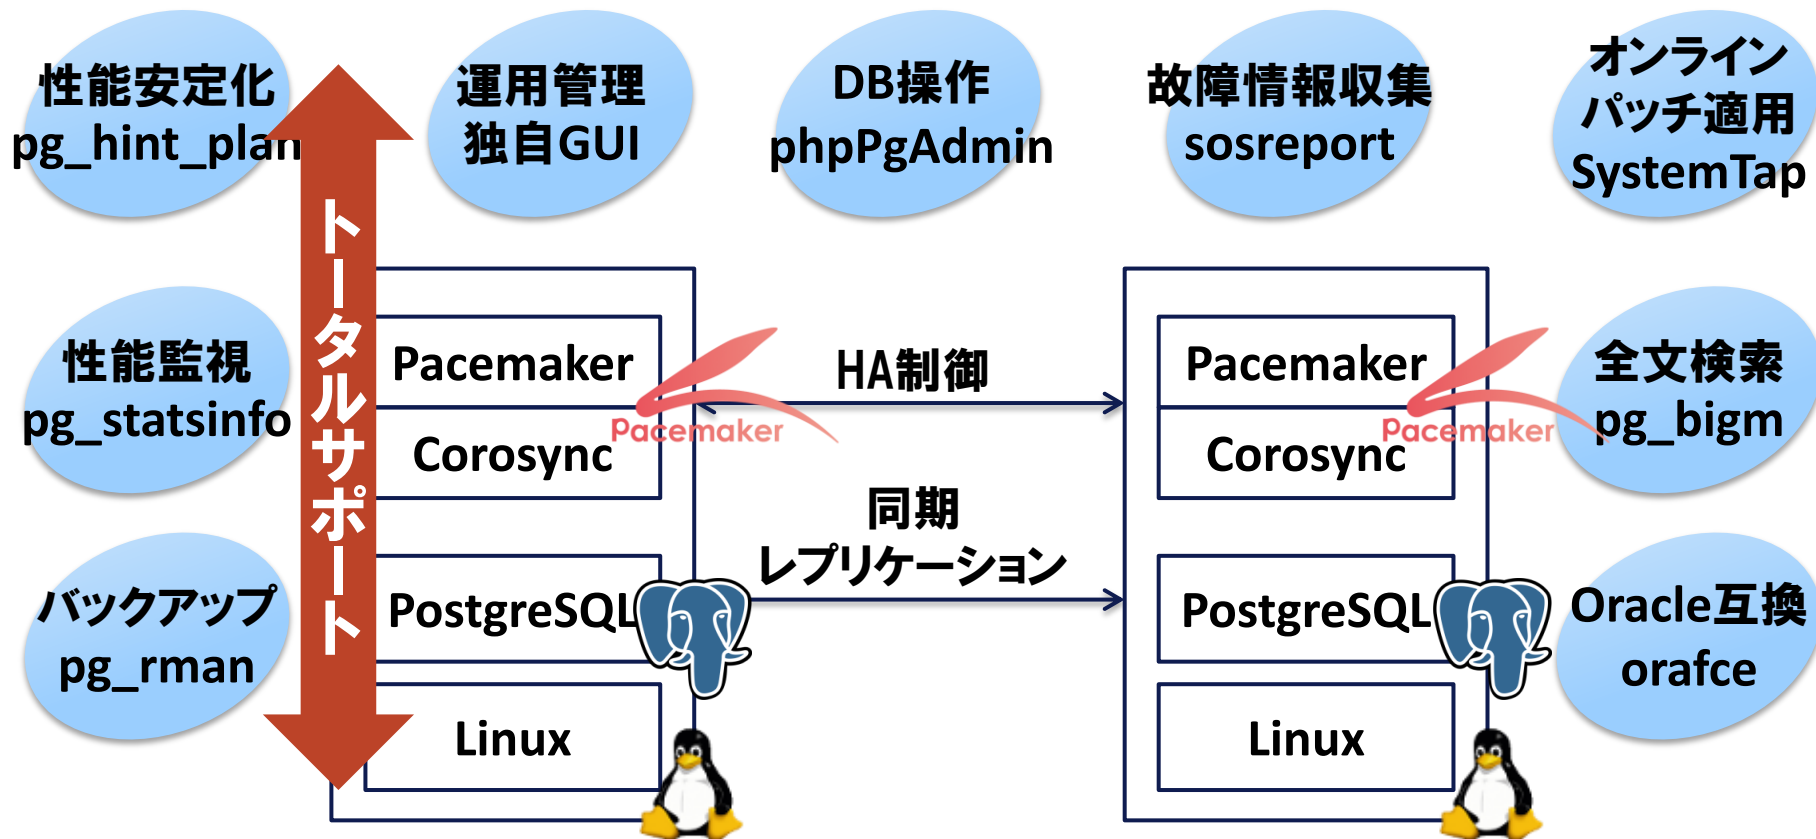 性能安定化
pg_hint_plan
運用管理
独自GUI
DB操作
phpPgAdmin
故障情報収集
sosreport
オンライン
パッチ適用
SystemTap
トータルサポート
性能監視
pg_statsinfo
バックアップ
pg_rman
Pacemaker
Corosync
Pacemaker
PostgreSQL
Linux
HA制御
同期
レプリケーション
Pacemaker
Corosync
Pacemaker
PostgreSQL
Linux
全文検索
pg_bigm
Oracle互換
orafce